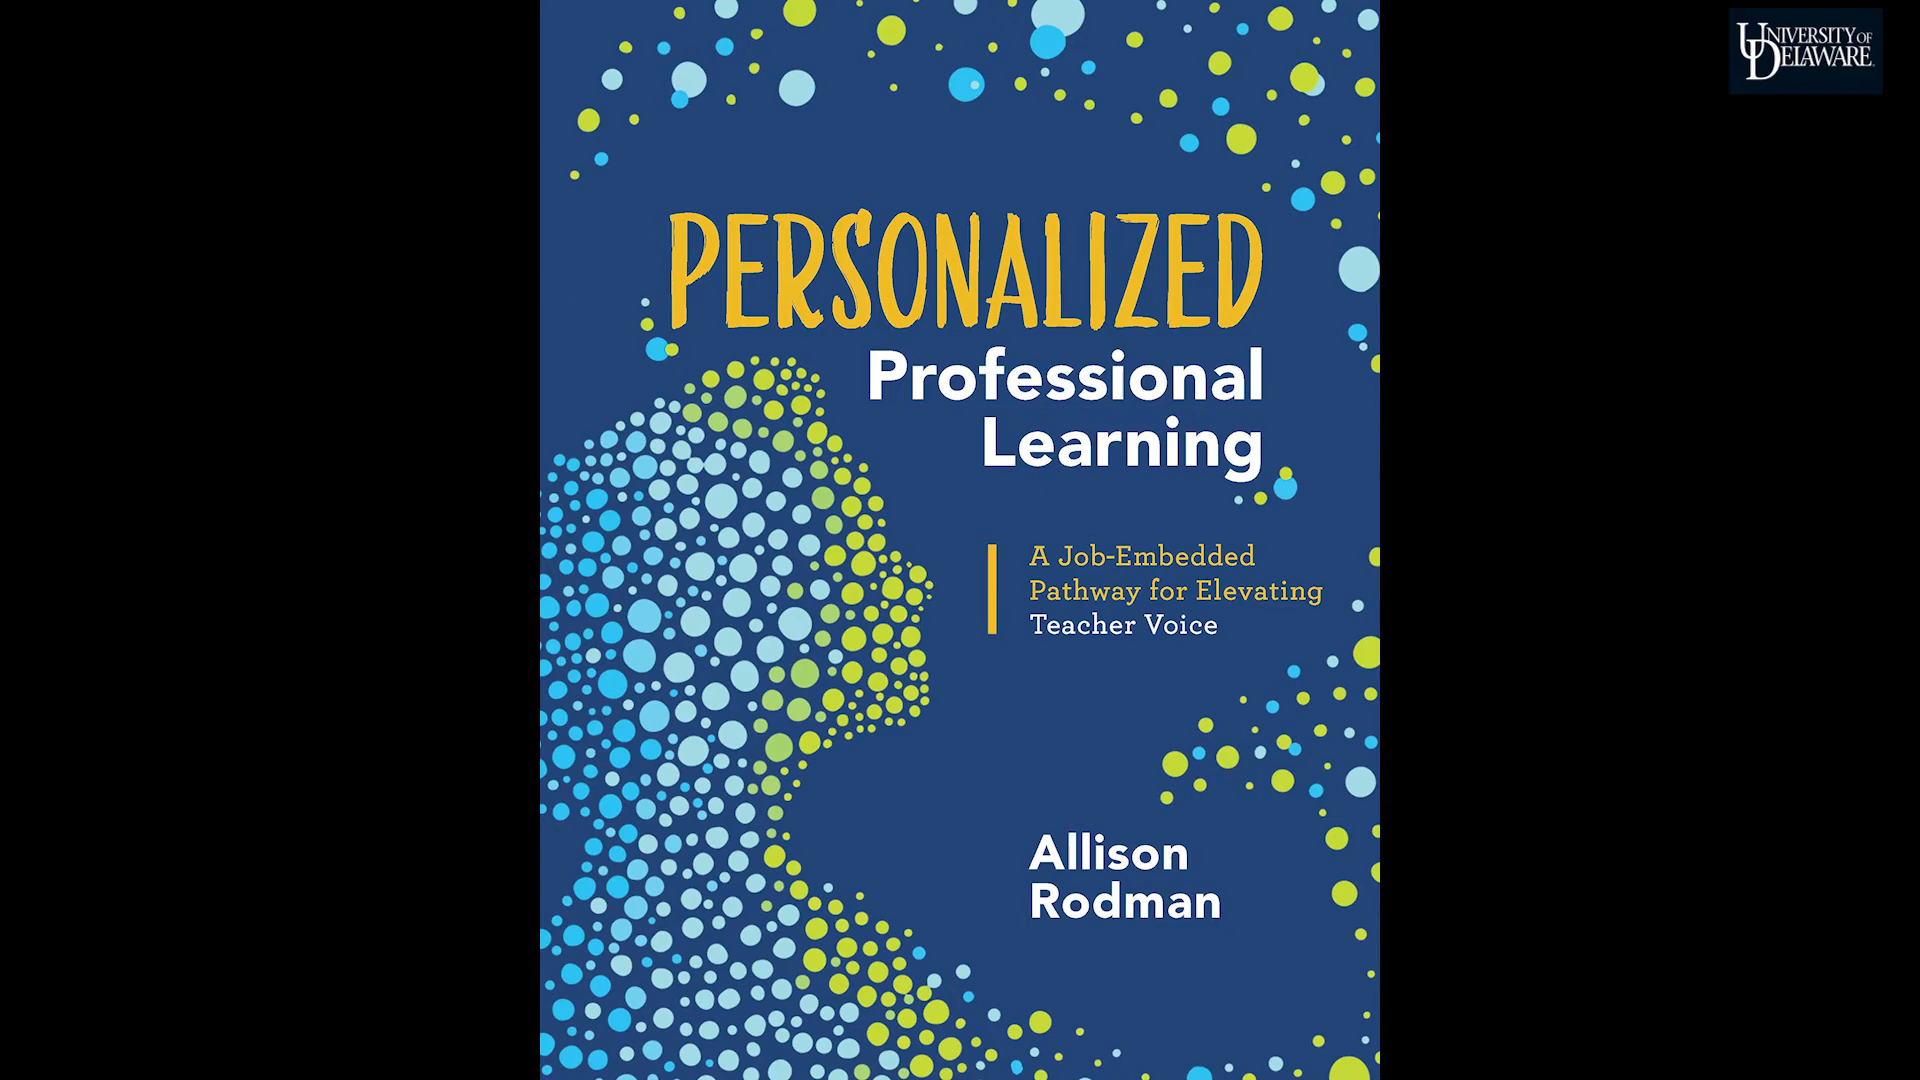 UNIVERSITY OF
DELAWARE
PERSONALIZED
Professional
Learning
A Job-Embedded
Pathway for Elevating
Teacher Voice
Allison
Rodman